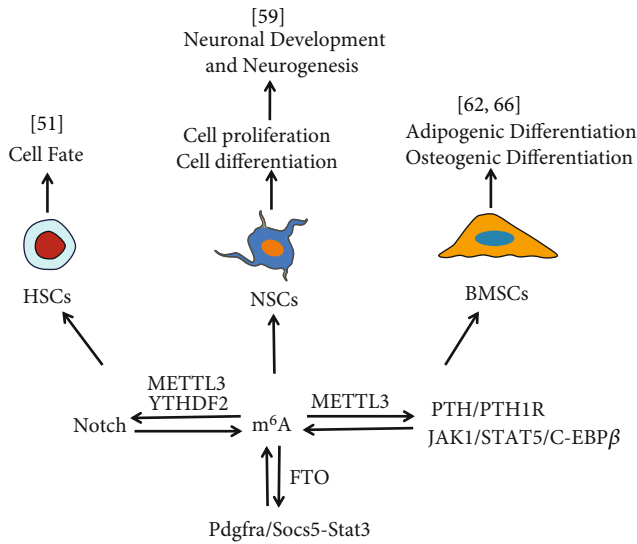 [59]
Neuronal Development
and Neurogenesis
[51]
Cell Fate
Cell proliferation
Cell differentiation
[62, 66]
Adipogenic Differentiation
Osteogenic Differentiation
HSCs
NSCs
BMSCs
METTL3
YTHDF2
METTL3
Notch
m⁶A
PTH/PTH1R
JAK1/STAT5/C-EBPβ
FTO
Pdgfra/Socs5-Stat3